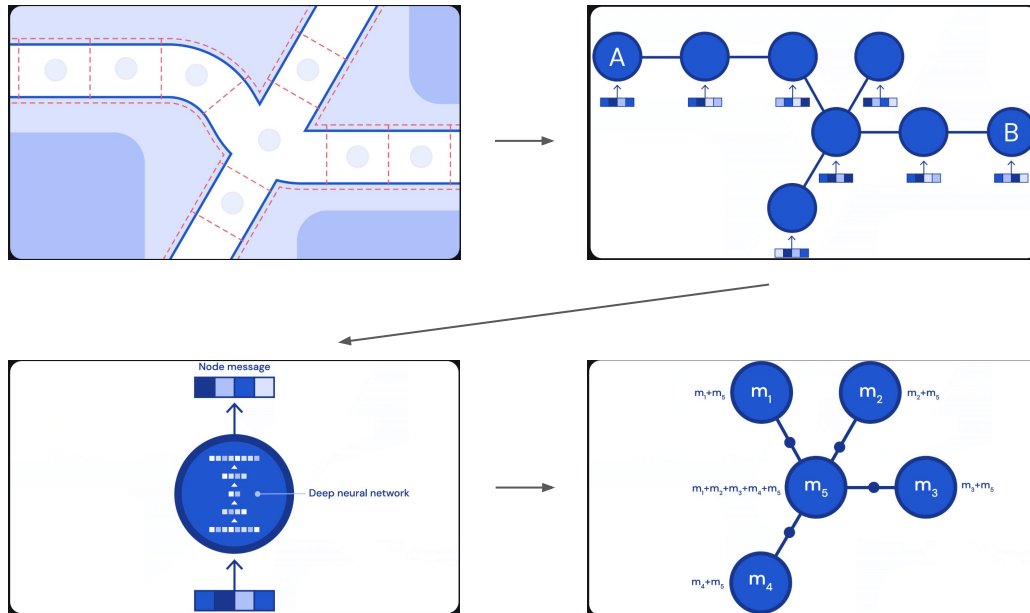 A
B
Node message
Deep neural network
m₁+m₅
m₁
m₂
m₂+m₅
m₁+m₂+m₃+m₄+m₅
m₅
m₃
m₃+m₅
m₄+m₅
m₄